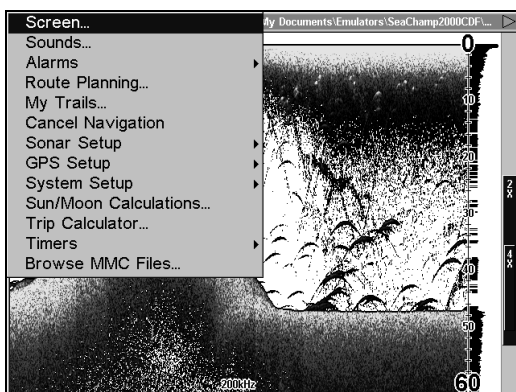 Screen...
My Documents\Emulators\SeaChamp2000CDF\...
Sounds...
Alarms
Route Planning...
My Trails...
Cancel Navigation
Sonar Setup
GPS Setup
System Setup
Sun/Moon Calculations...
Trip Calculator...
Timers
Browse MMC Files...
0
10
20
30
40
50
60
2X
4X
200kHz